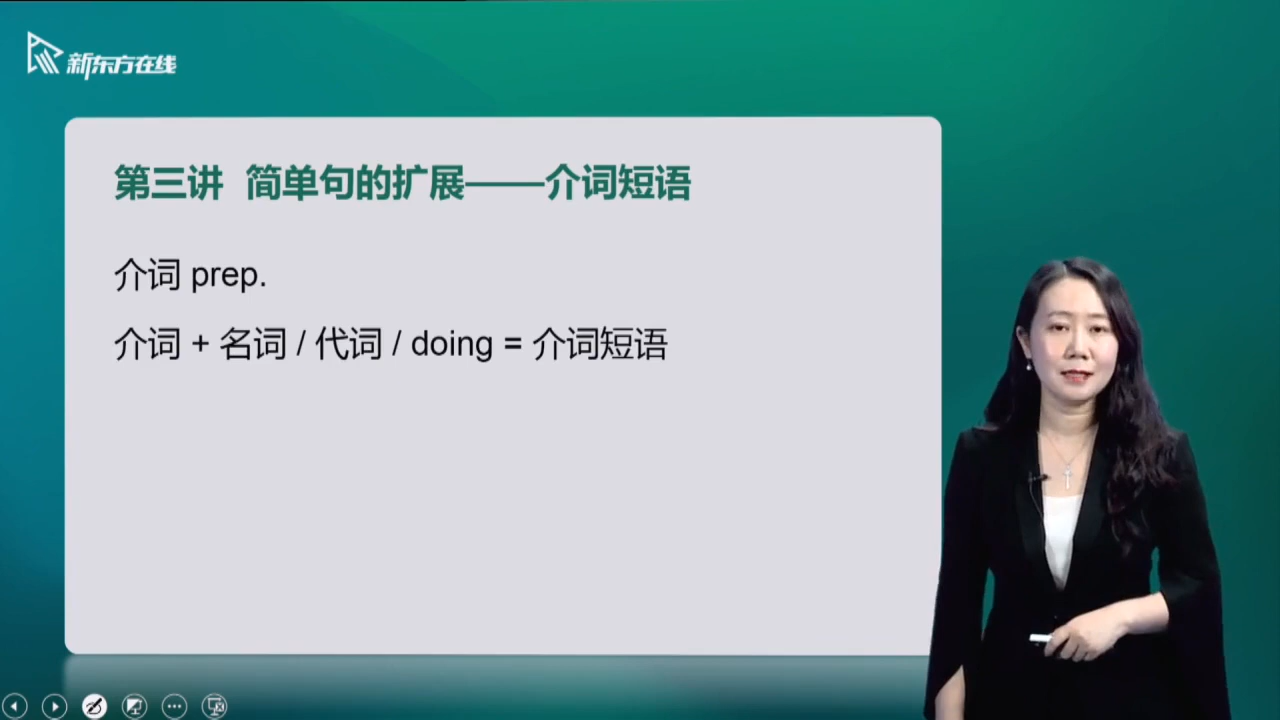 新东方在线
第三讲 简单句的扩展——介词短语
介词 prep.
介词 + 名词 / 代词 / doing = 介词短语